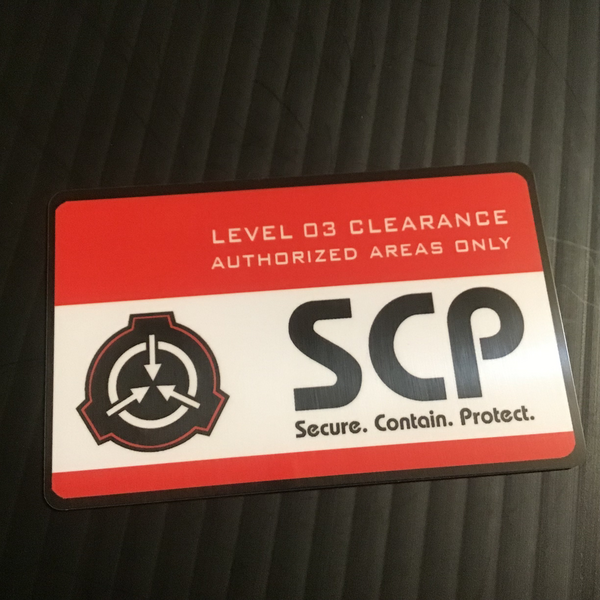 LEVEL 03 CLEARANCE
AUTHORIZED AREAS ONLY
SCP
Secure. Contain. Protect.